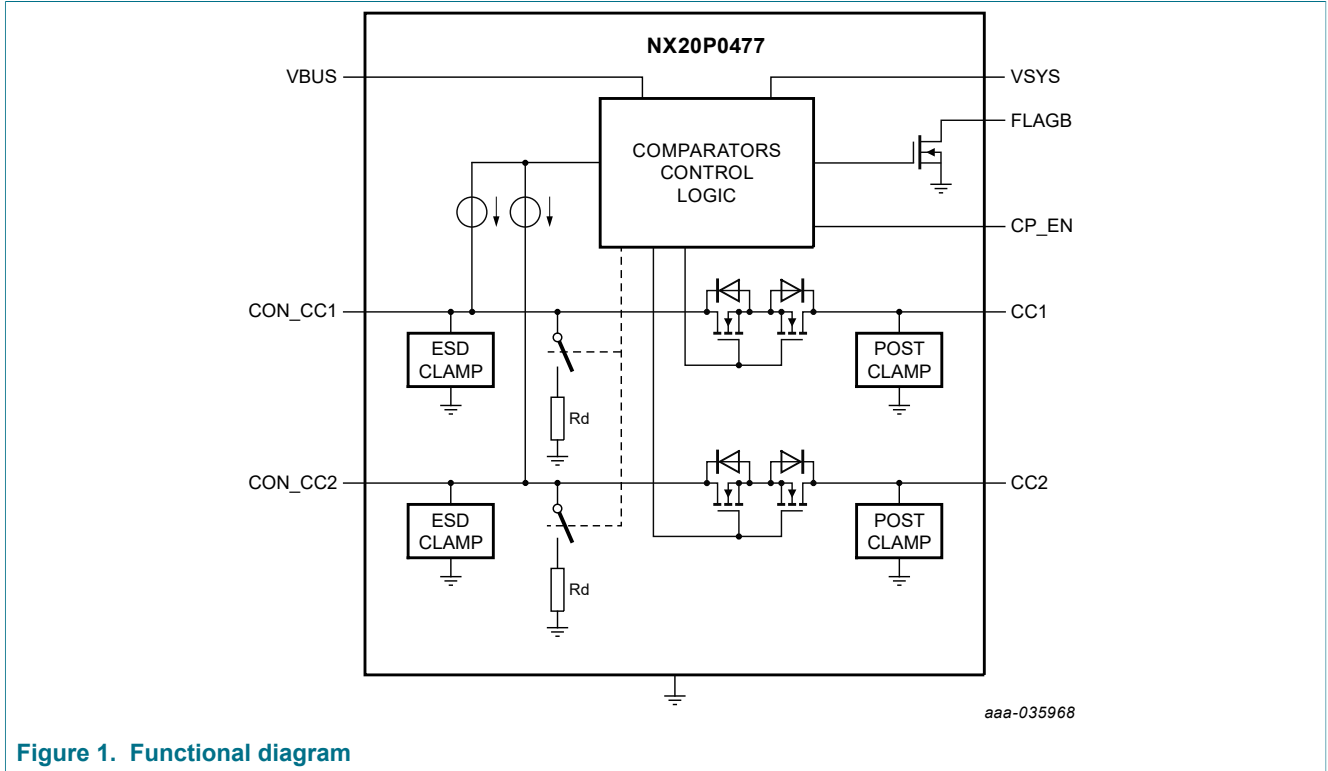 NX20P0477
VBUS
VSYS
FLAGB
COMPARATORS
CONTROL
LOGIC
CP_EN
CON_CC1
CC1
ESD
CLAMP
POST
CLAMP
Rd
CON_CC2
CC2
ESD
CLAMP
POST
CLAMP
Rd
aaa-035968
Figure 1. Functional diagram